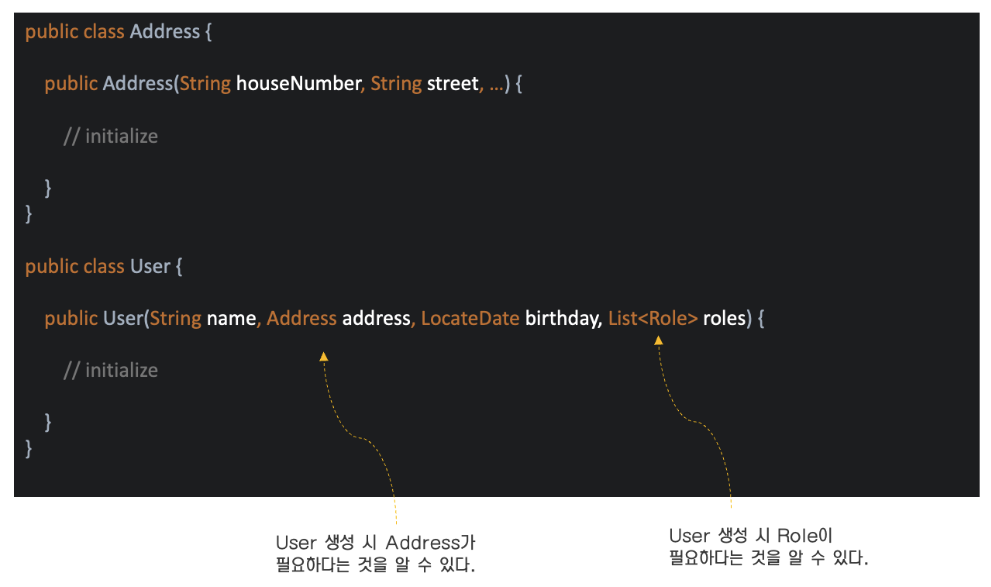 public class Address {
public Address(String houseNumber, String street, ...) {
// initialize
}
}
public class User {
public User(String name, Address address, LocateDate birthday, List<Role> roles) {
// initialize
}
}
User 생성 시 Address가
필요하다는 것을 알 수 있다.
User 생성 시 Role이
필요하다는 것을 알 수 있다.